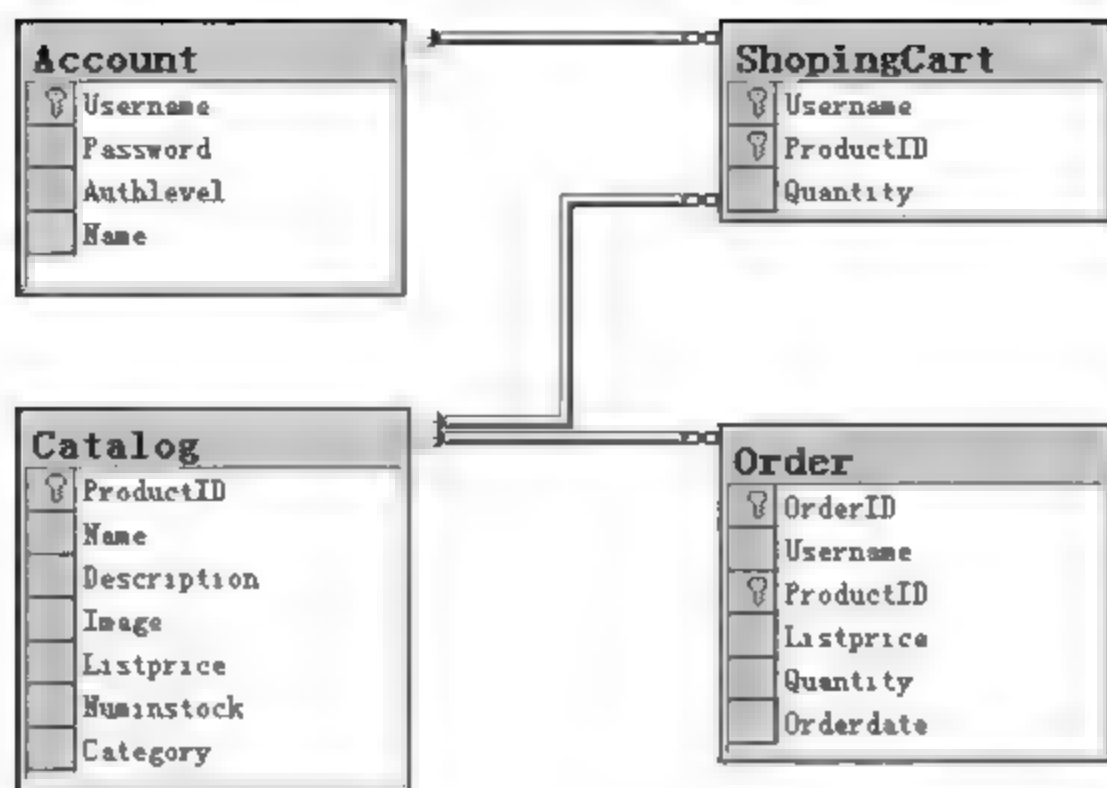 Account
Username
Password
Authlevel
Name
ShopingCart
Username
ProductID
Quantity
Catalog
ProductID
Name
Description
Image
Listprice
Numinstock
Category
Order
OrderID
Username
ProductID
Listprice
Quantity
Orderdate